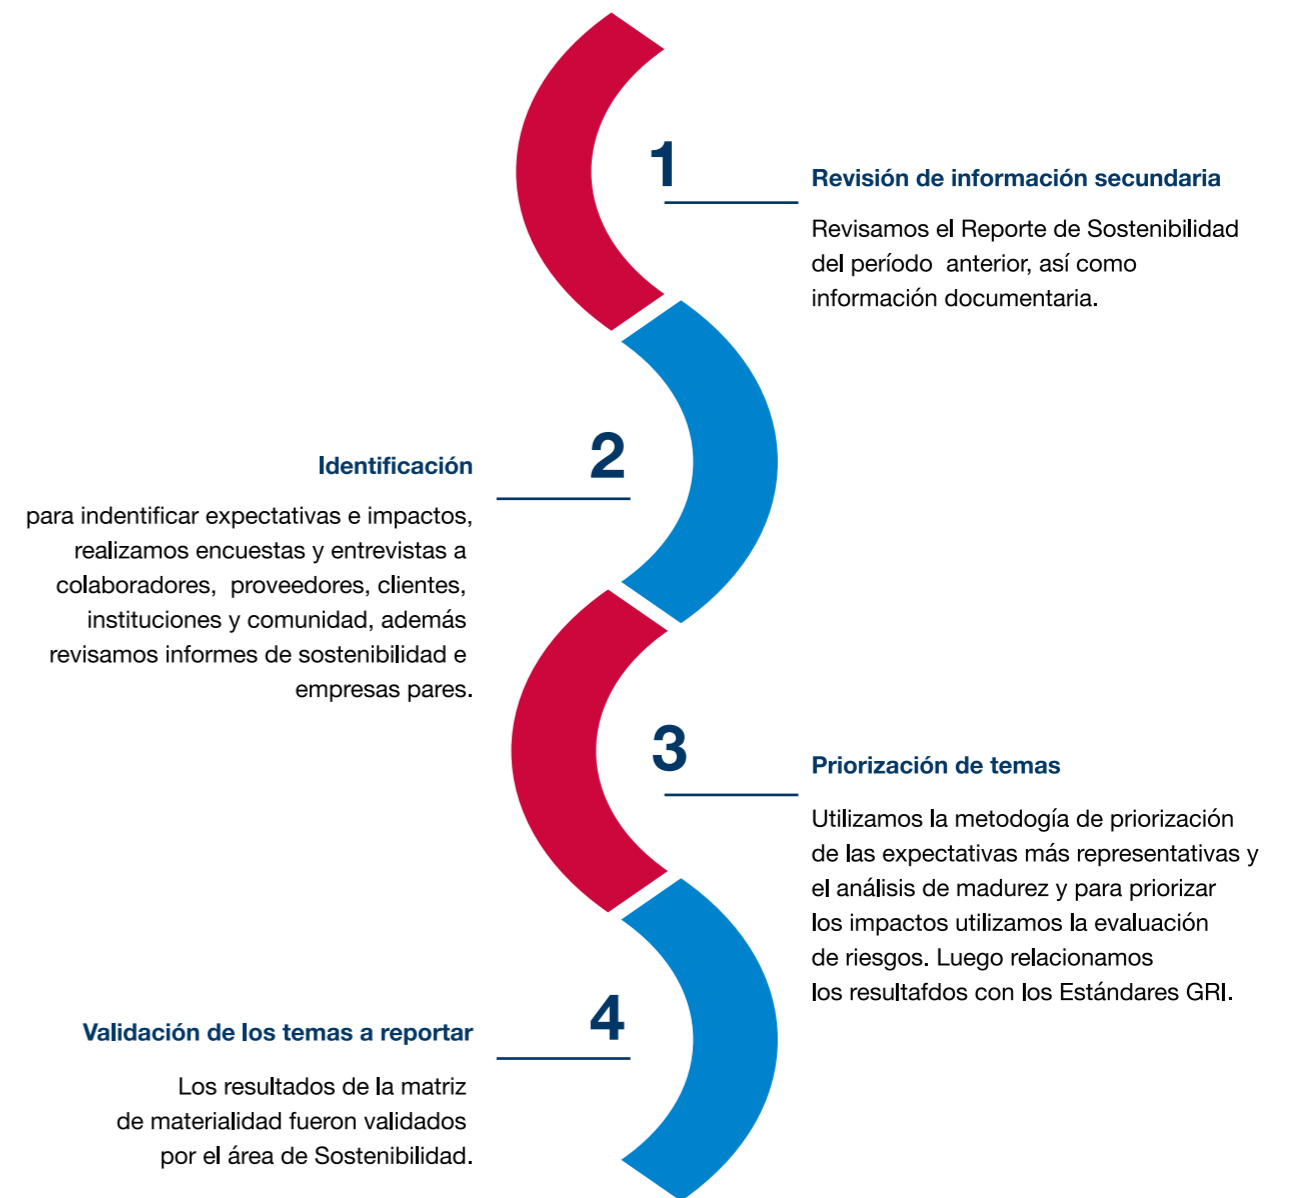 1
Revisión de información secundaria
Revisamos el Reporte de Sostenibilidad
del período  anterior, así como
información documentaria.
2
Identificación
para indentificar expectativas e impactos,
realizamos encuestas y entrevistas a
colaboradores,  proveedores, clientes,
instituciones y comunidad, además
revisamos informes de sostenibilidad e
empresas pares.
3
Priorización de temas
Utilizamos la metodogía de priorización
de las expectativas más representativas y
el análisis de madurez y para priorizar
los impactos utilizamos la evaluación
de riesgos. Luego relacionamos
los resultafdos con los Estándares GRI.
4
Validación de los temas a reportar
Los resultados de la matriz
de materialidad fueron validados
por el área de Sostenibilidad.